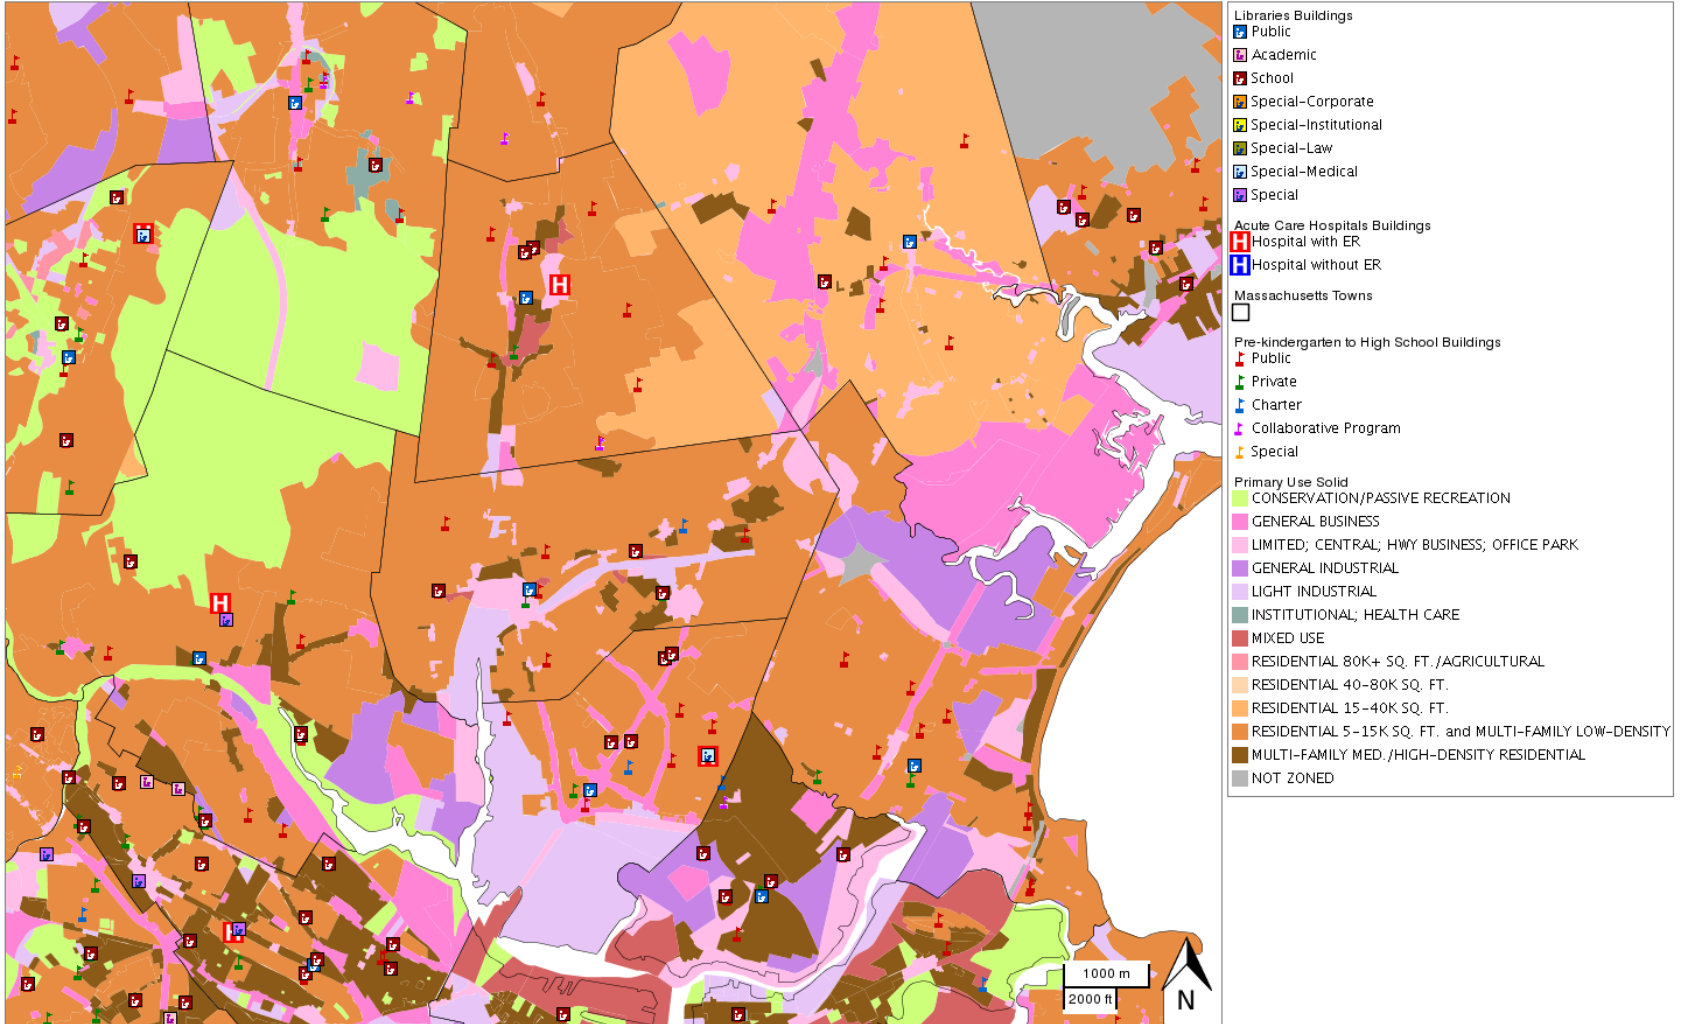 Libraries Buildings
Public
Academic
School
Special-Corporate
Special-Institutional
Special-Law
Special-Medical
Special
Acute Care Hospitals Buildings
H Hospital with ER
H Hospital without ER
Massachusetts Towns
Pre-kindergarten to High School Buildings
Public
Private
Charter
Collaborative Program
Special
Primary Use Solid
CONSERVATION/PASSIVE RECREATION
GENERAL BUSINESS
LIMITED; CENTRAL; HWY BUSINESS; OFFICE PARK
GENERAL INDUSTRIAL
LIGHT INDUSTRIAL
INSTITUTIONAL; HEALTH CARE
MIXED USE
RESIDENTIAL 80K+ SQ. FT./AGRICULTURAL
RESIDENTIAL 40-80K SQ. FT.
RESIDENTIAL 15-40K SQ. FT.
RESIDENTIAL 5-15K SQ. FT. and MULTI-FAMILY LOW-DENSITY
MULTI-FAMILY MED./HIGH-DENSITY RESIDENTIAL
NOT ZONED
H
H
H
H
1000 m
2000 ft
N